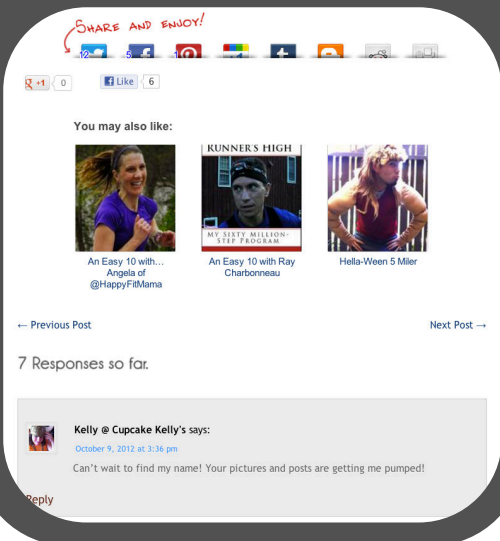 SHARE AND ENJOY!
12 5 1
+1 0 Like 6
You may also like:
RUNNER'S HIGH
MY SIXTY MILLION-
STEP PROGRAM
An Easy 10 with...
Angela of
@HappyFitMama
An Easy 10 with Ray
Charbonneau
Hella-Ween 5 Miler
← Previous Post Next Post →
7 Responses so far.
Kelly @ Cupcake Kelly's says:
October 9, 2012 at 3:36 pm
Can't wait to find my name! Your pictures and posts are getting me pumped!
Reply